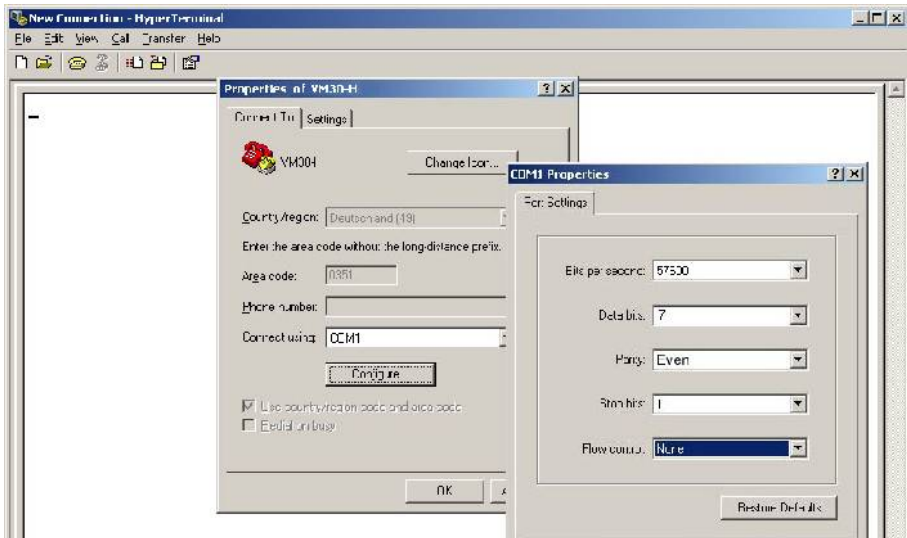 New Connection - HyperTerminal
File Edit View Call Transfer Help
Properties of VM30-H
Connect To Settings
VM30H
Change Icon...
Country/region: Deutschland (49)
Enter the area code without the long-distance prefix.
Area code: 0351
Phone number:
Connect using: COM1
Configure...
Use country/region code and area code
Redial on busy
OK
COM1 Properties
Port Settings
Bits per second: 57600
Data bits: 7
Parity: Even
Stop bits: 1
Flow control: None
Restore Defaults